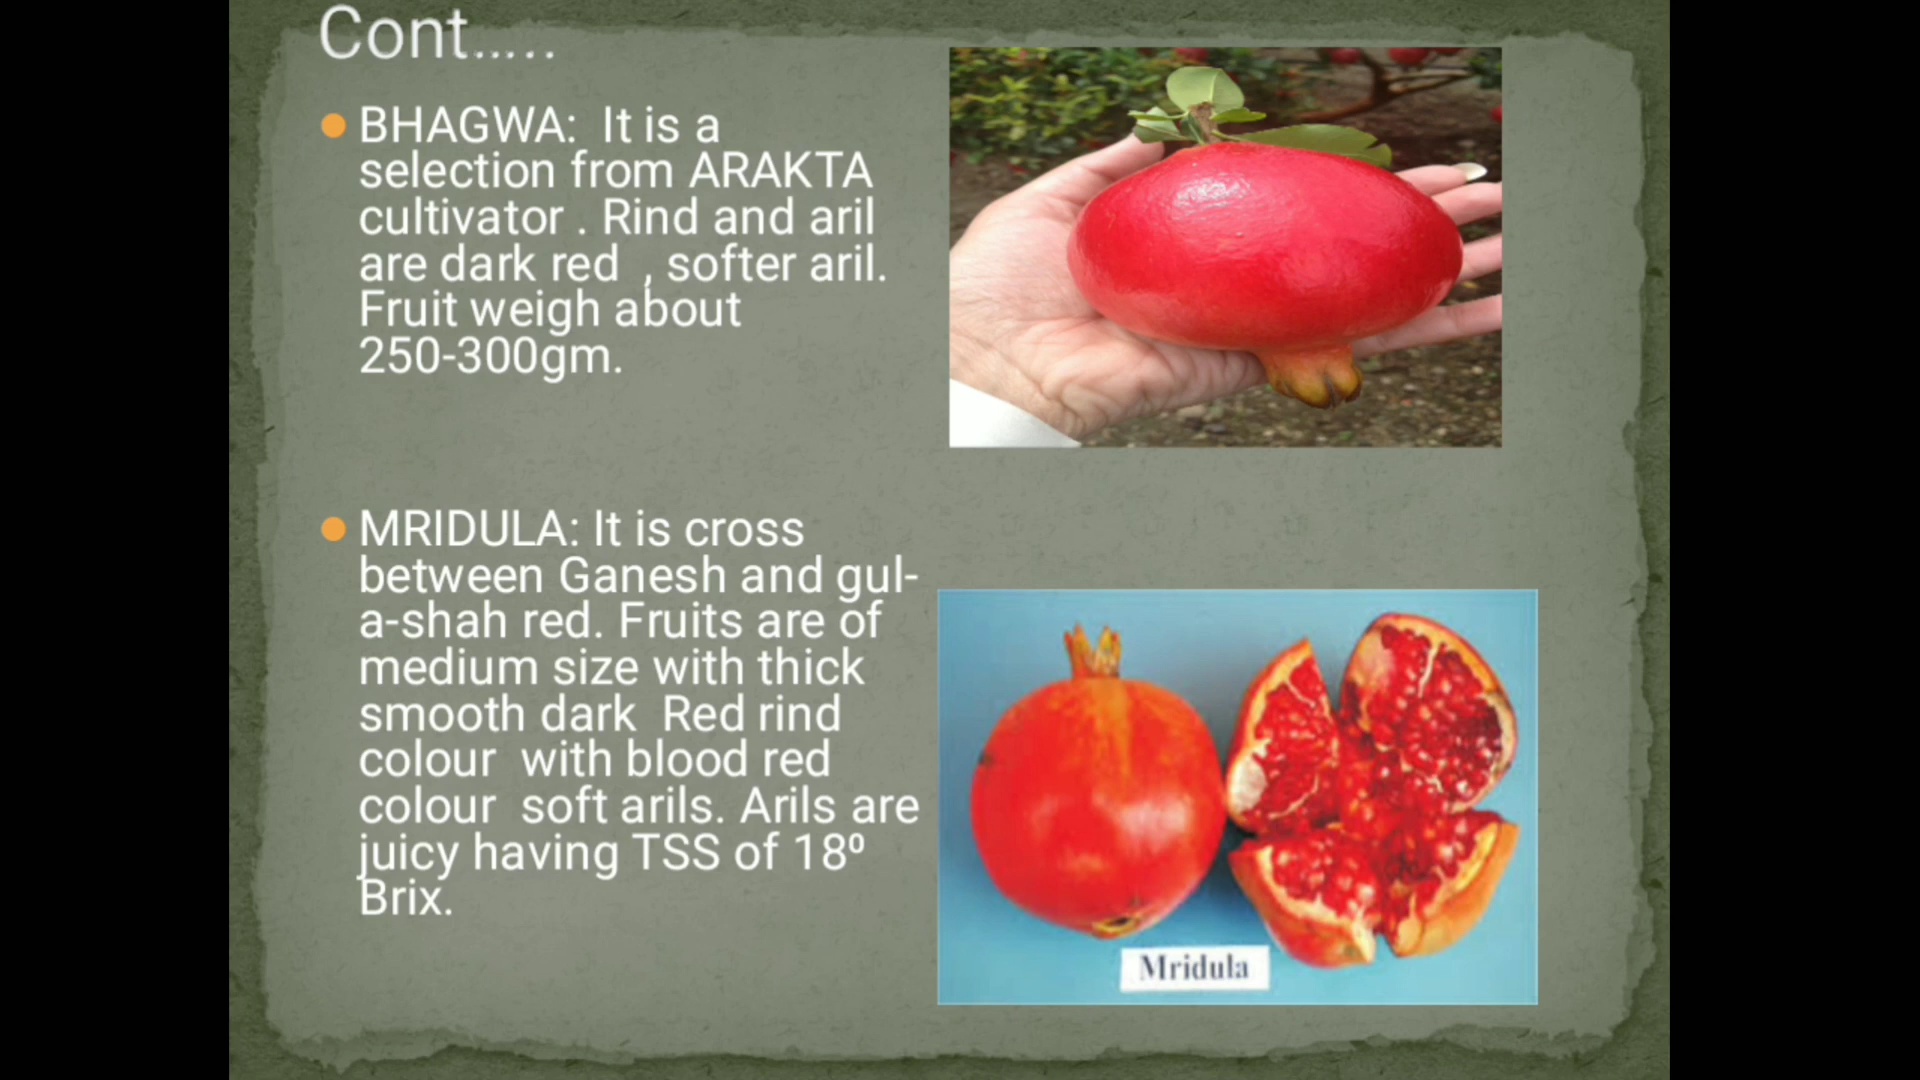 Cont.....
BHAGWA: It is a
selection from ARAKTA
cultivator . Rind and aril
are dark red , softer aril.
Fruit weigh about
250-300gm.
MRIDULA: It is cross
between Ganesh and gul-
a-shah red. Fruits are of
medium size with thick
smooth dark Red rind
colour with blood red
colour soft arils. Arils are
juicy having TSS of 18⁰
Brix.
Mridula